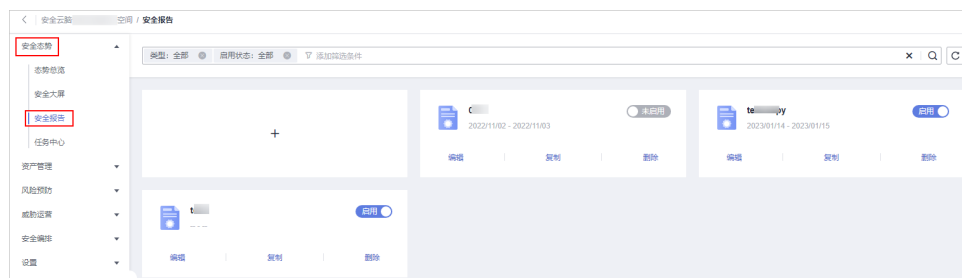 安全云脑 空间 / 安全报告
安全态势
态势总览
安全大屏
安全报告
任务中心
资产管理
风险预防
威胁运营
安全编排
设置
类型: 全部 启用状态: 全部 添加筛选条件
+
未启用
2022/11/02 - 2022/11/03
编辑 复制 删除
te py 启用
2023/01/14 - 2023/01/15
编辑 复制 删除
t 启用
-- --
编辑 复制 删除